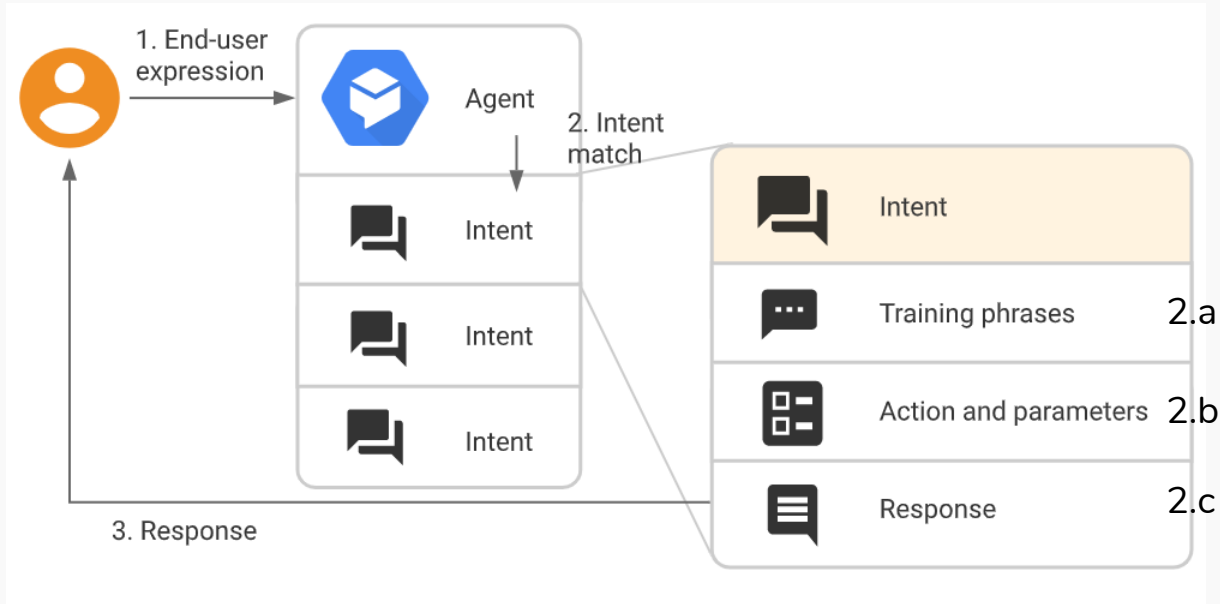 1. End-user
expression
Agent
2. Intent
match
Intent
Intent
Intent
Intent
Training phrases 2.a
Action and parameters 2.b
Response 2.c
3. Response